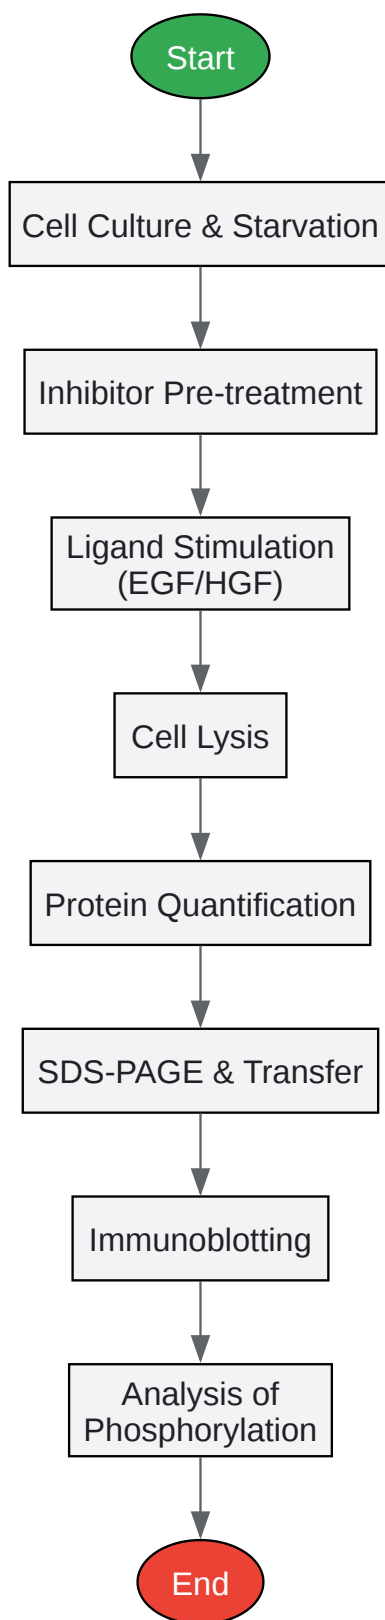 Start
Cell Culture & Starvation
Inhibitor Pre-treatment
Ligand Stimulation
(EGF/HGF)
Cell Lysis
Protein Quantification
SDS-PAGE & Transfer
Immunoblotting
Analysis of
Phosphorylation
End